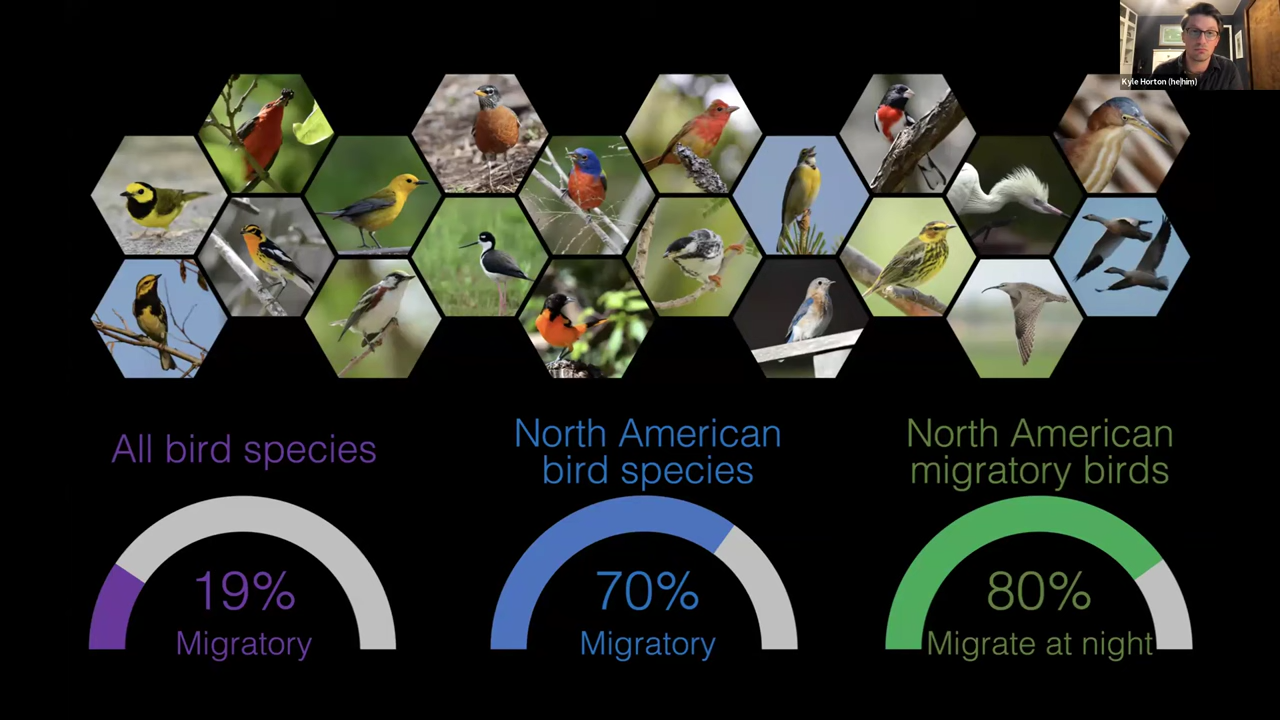 Kyle Horton (he|him)
All bird species
North American
bird species
North American
migratory birds
19%
Migratory
70%
Migratory
80%
Migrate at night